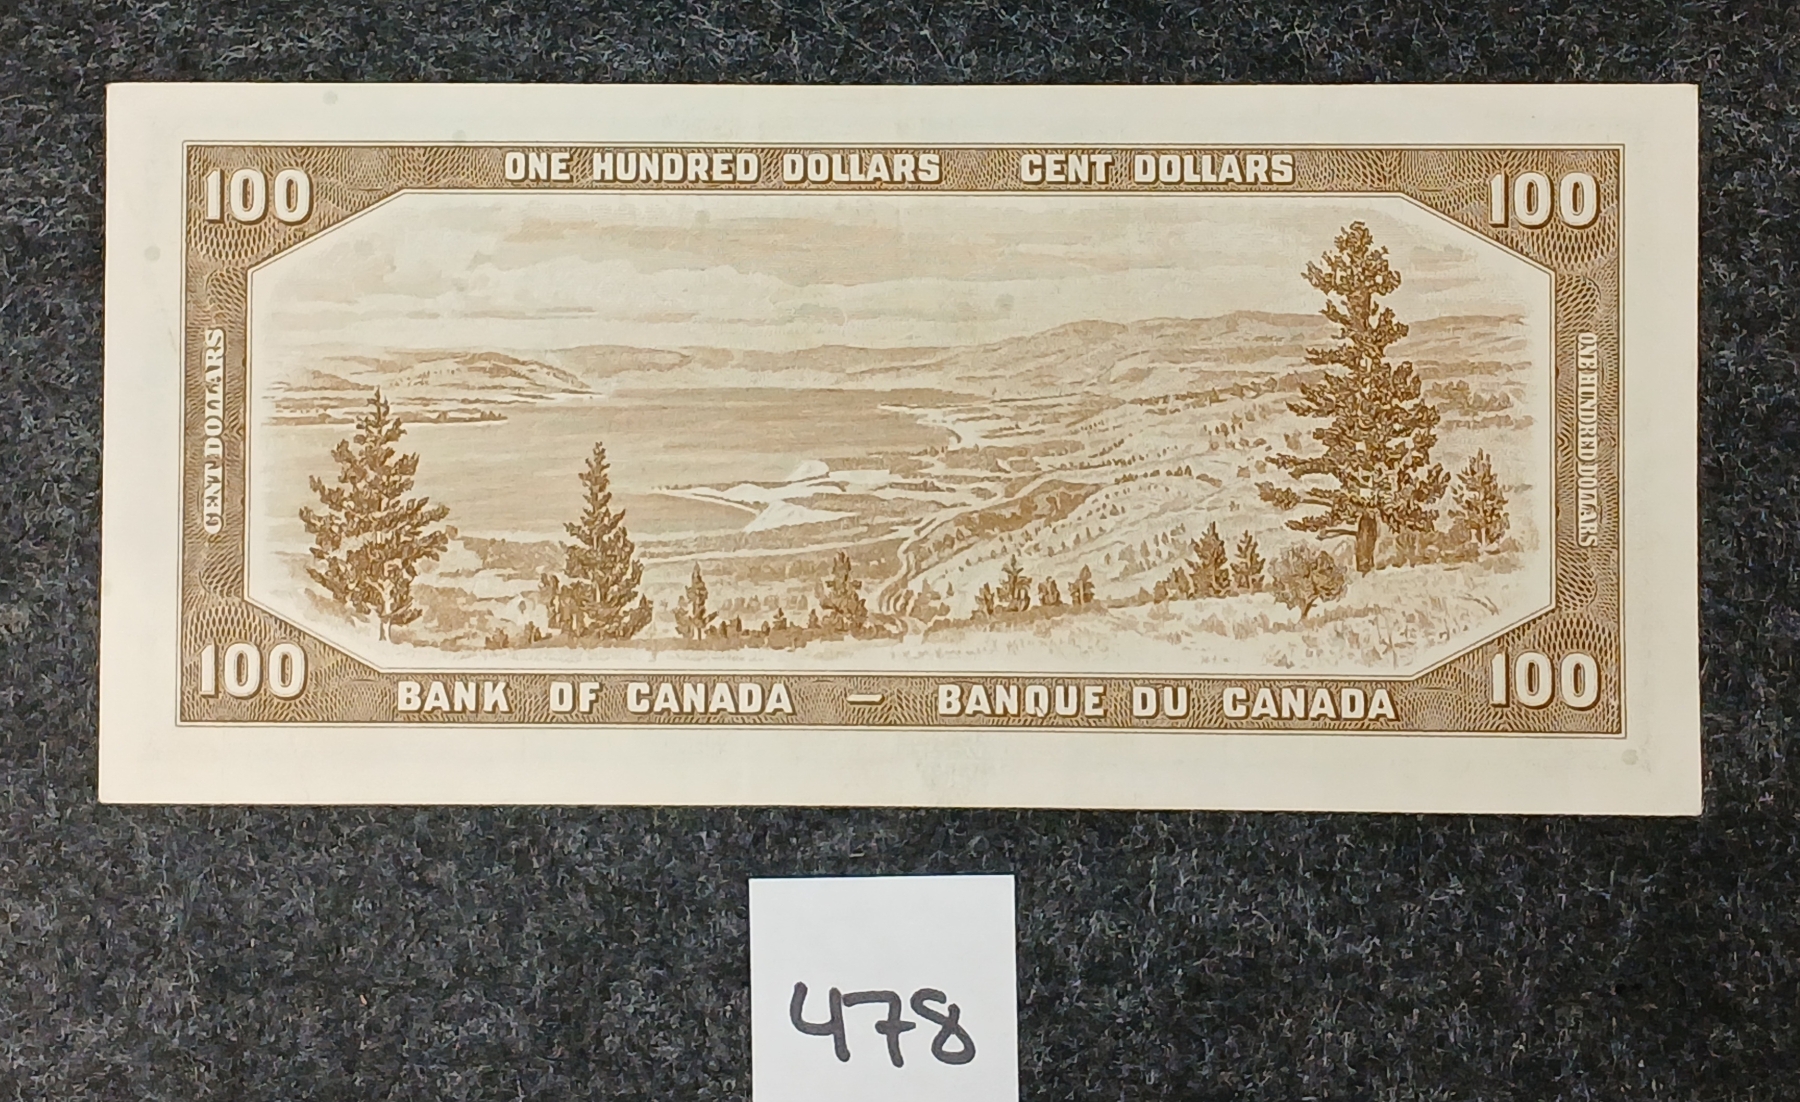 ONE HUNDRED DOLLARS CENT DOLLARS
100
100
CENT DOLLARS
ONE HUNDRED DOLLARS
100
100
BANK OF CANADA — BANQUE DU CANADA
478